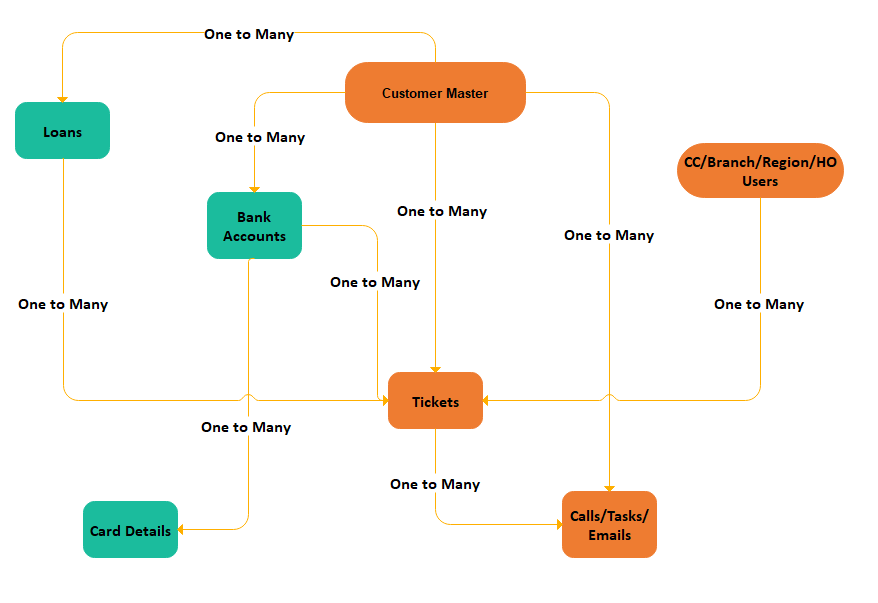 One to Many
Customer Master
Loans
One to Many
CC/Branch/Region/HO
Users
Bank
Accounts
One to Many
One to Many
One to Many
One to Many
One to Many
Tickets
One to Many
One to Many
Card Details
Calls/Tasks/
Emails